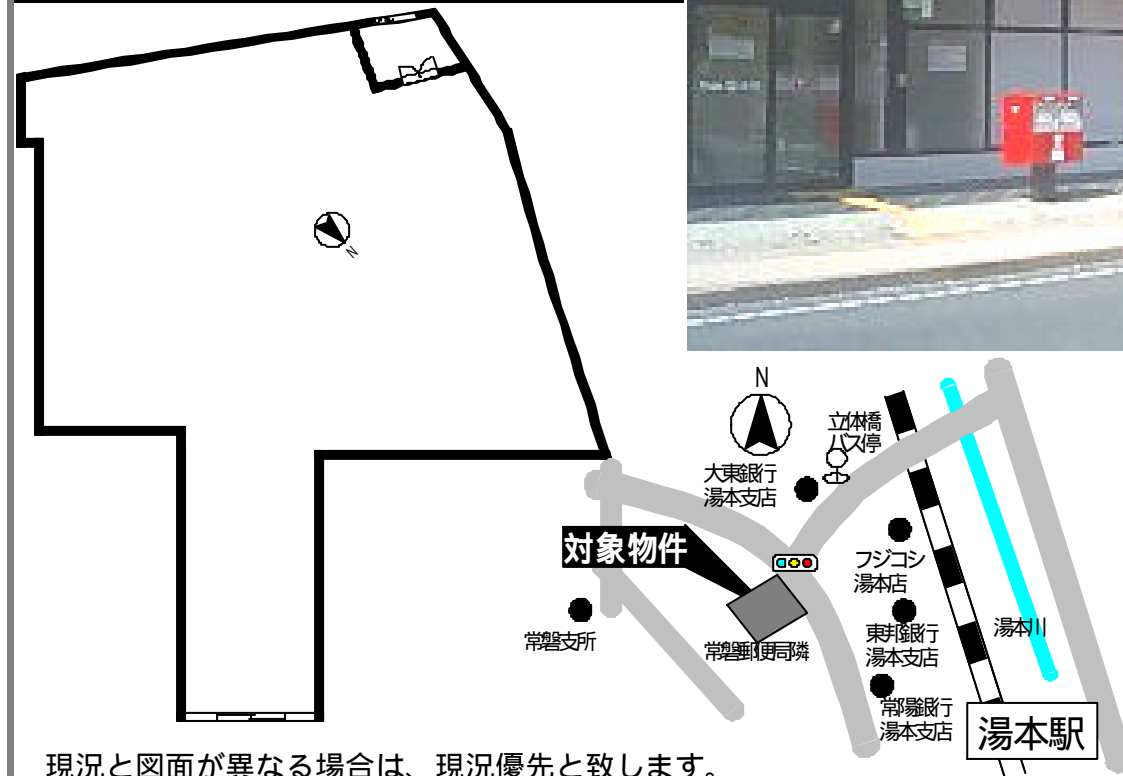 N
N
立体橋
バス停
大東銀行
湯本支店
対象物件
フジコシ
湯本店
常磐支所
常磐郵便局隣
東邦銀行
湯本支店
湯本川
常陽銀行
湯本支店
湯本駅
現況と図面が異なる場合は、現況優先と致します。